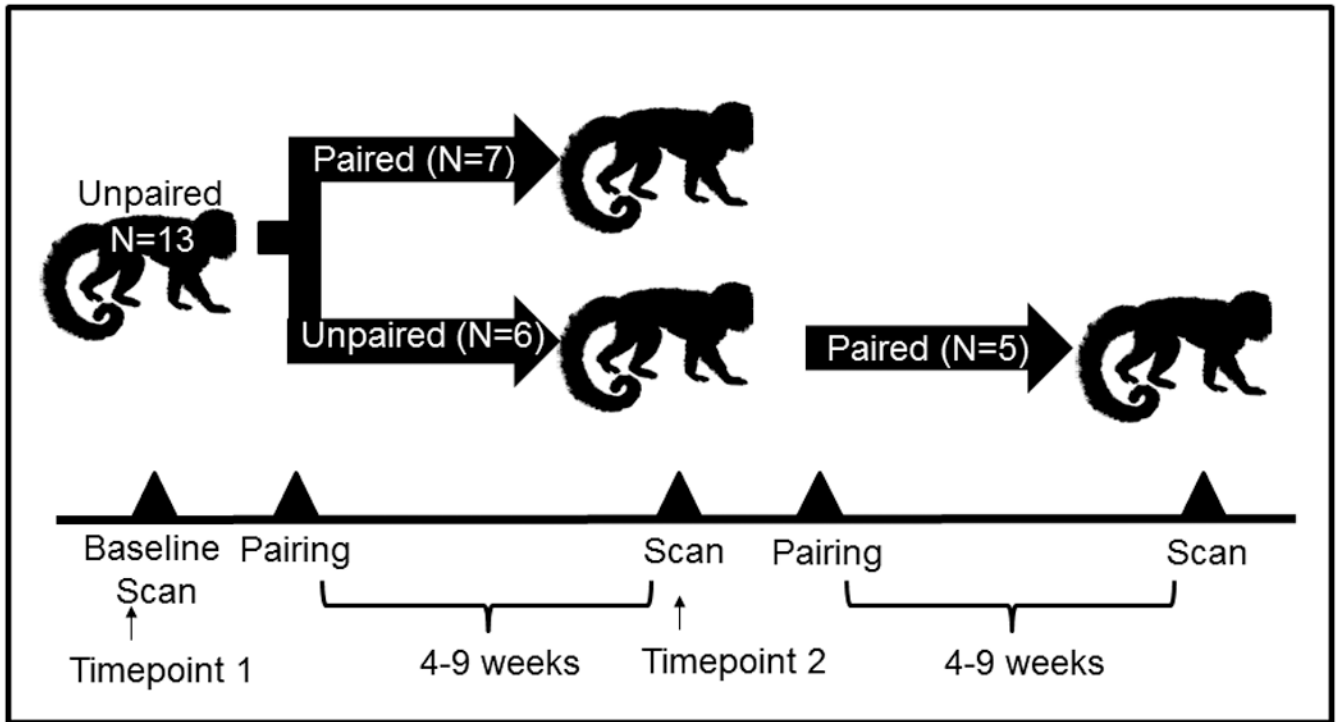 Unpaired
N=13
Paired (N=7)
Unpaired (N=6)
Paired (N=5)
Baseline
Scan
Pairing
Scan
Pairing
Scan
Timepoint 1
4-9 weeks
Timepoint 2
4-9 weeks